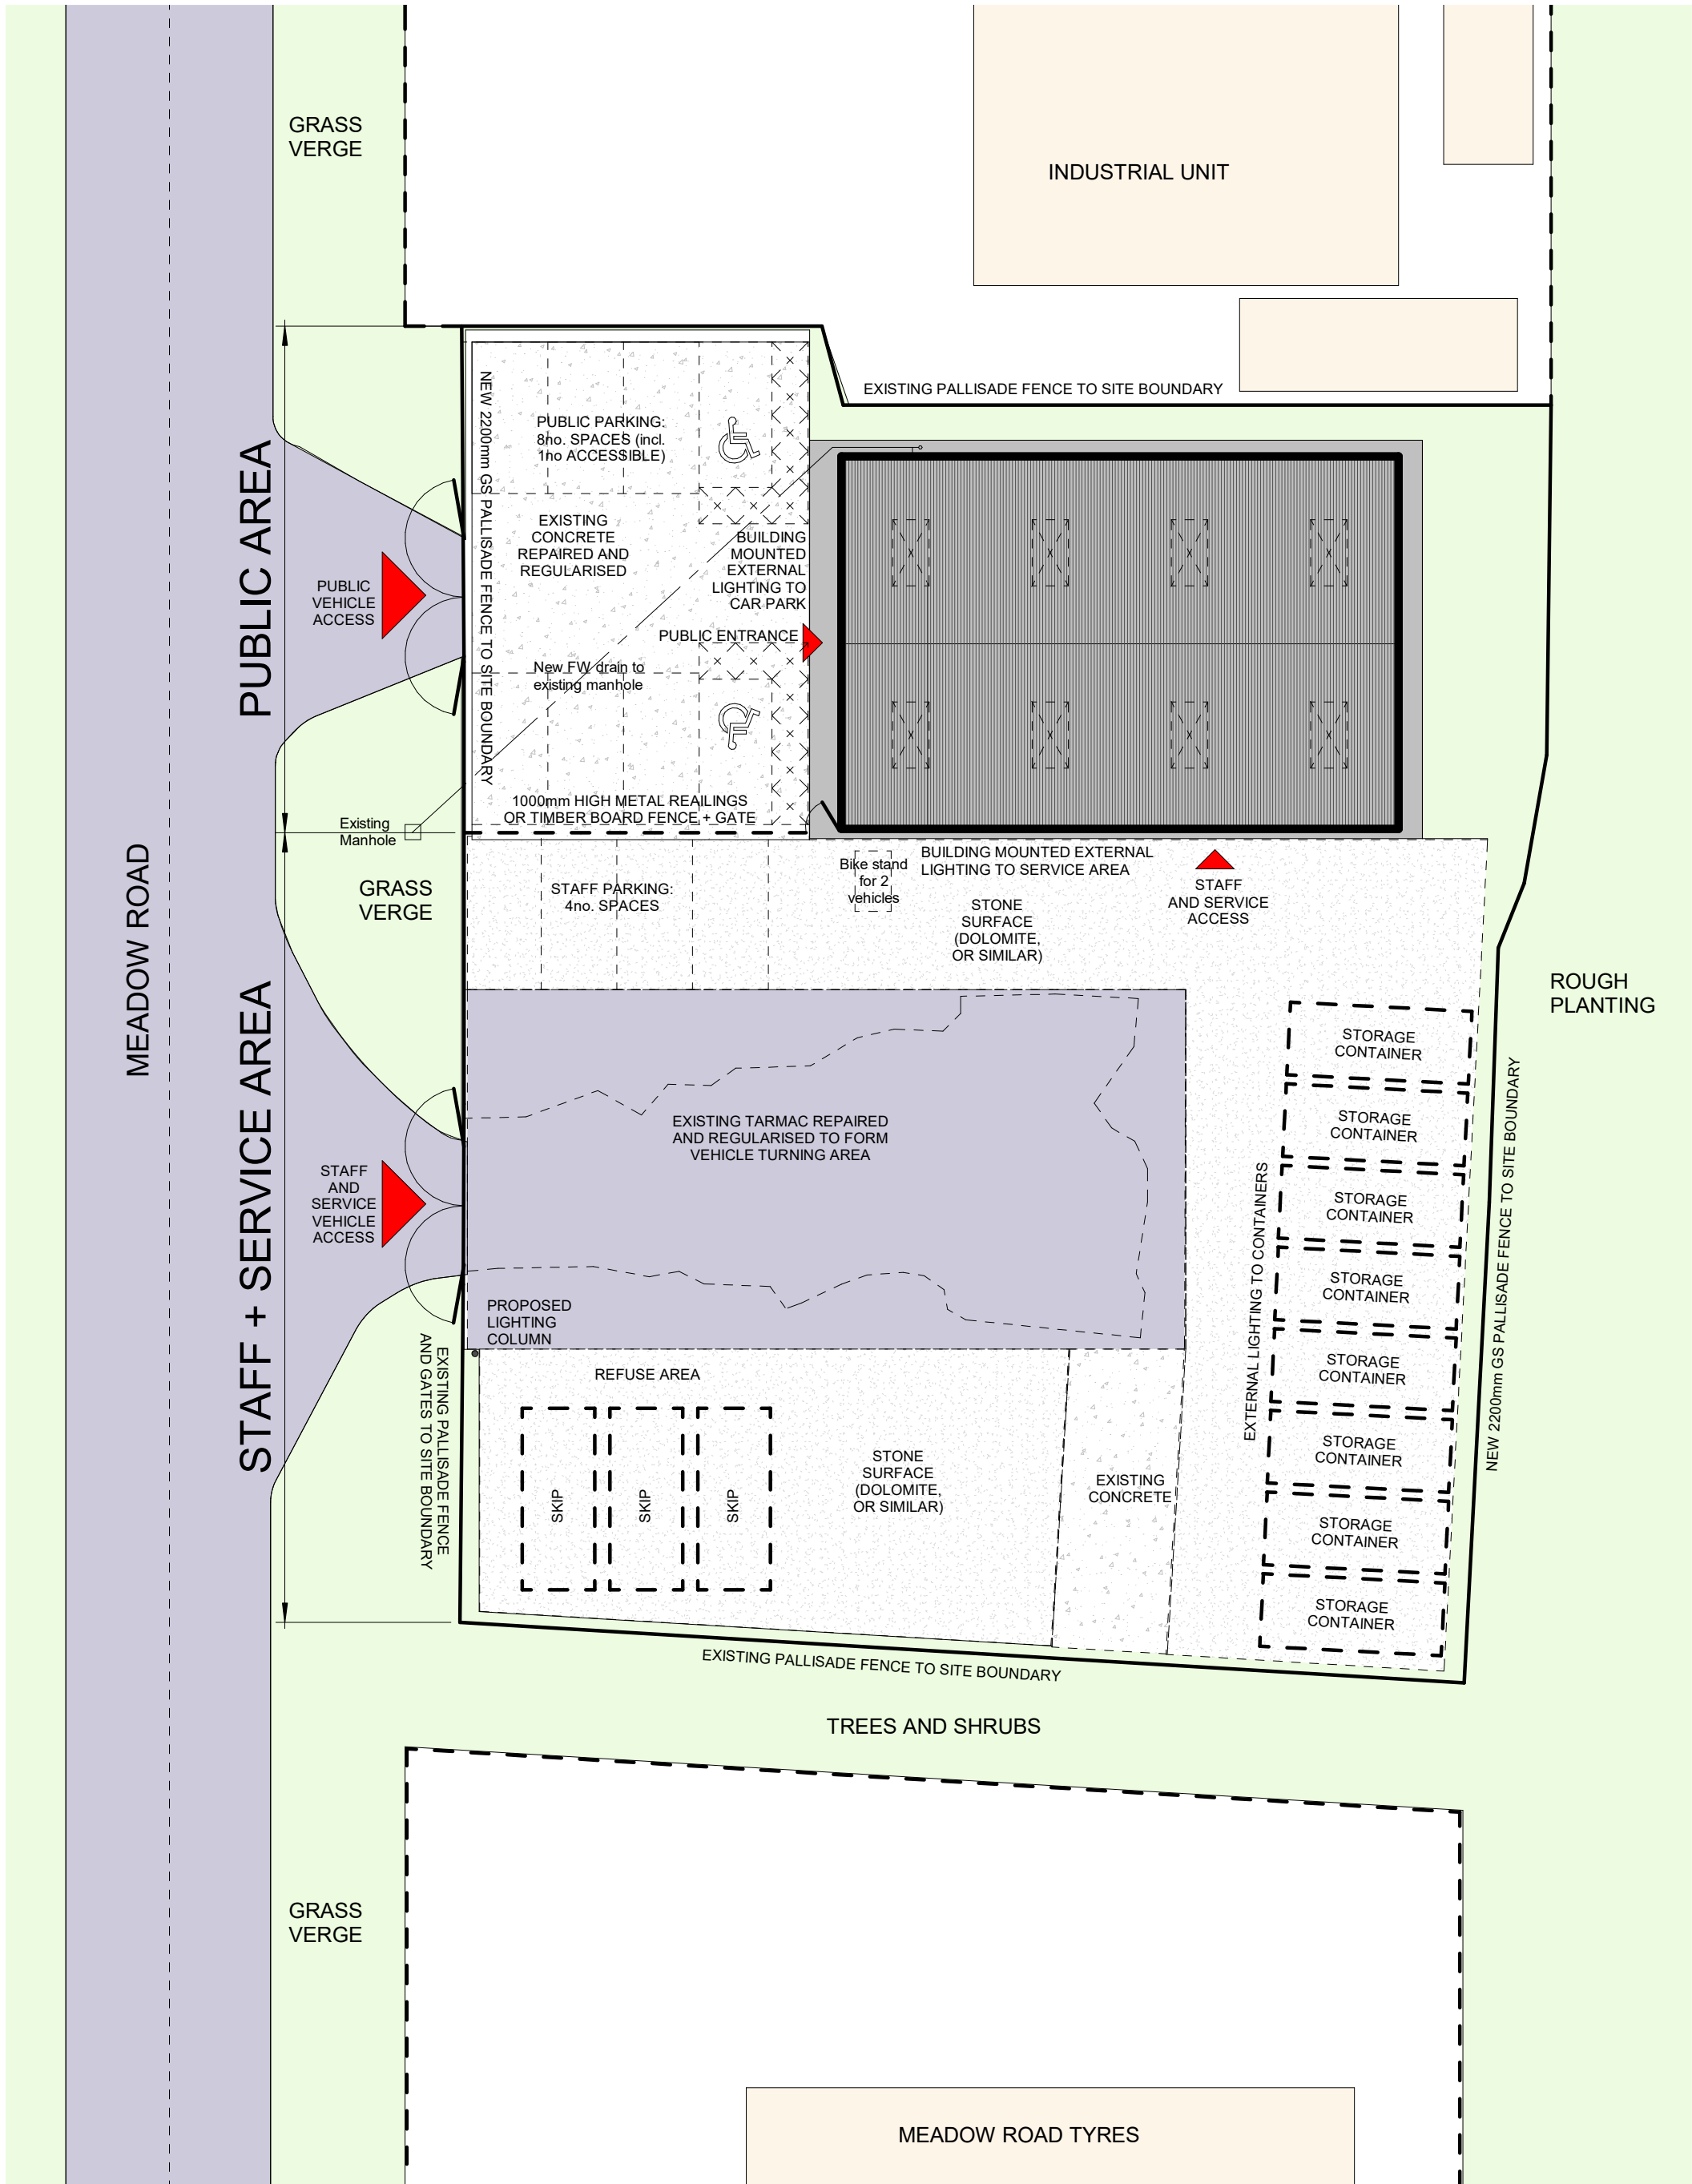 GRASS
VERGE
INDUSTRIAL UNIT
EXISTING PALLISADE FENCE TO SITE BOUNDARY
NEW 2200mm GS PALLISADE FENCE TO SITE BOUNDARY
PUBLIC PARKING:
8no. SPACES (incl.
1no ACCESSIBLE)
PUBLIC AREA
PUBLIC
VEHICLE
ACCESS
EXISTING
CONCRETE
REPAIRED AND
REGULARISED
BUILDING
MOUNTED
EXTERNAL
LIGHTING TO
CAR PARK
PUBLIC ENTRANCE
New FW drain to
existing manhole
1000mm HIGH METAL REAILINGS
OR TIMBER BOARD FENCE + GATE
Existing
Manhole
MEADOW ROAD
GRASS
VERGE
STAFF PARKING:
4no. SPACES
Bike stand
for 2
vehicles
BUILDING MOUNTED EXTERNAL
LIGHTING TO SERVICE AREA
STAFF
AND SERVICE
ACCESS
STONE
SURFACE
(DOLOMITE,
OR SIMILAR)
ROUGH
PLANTING
STAFF + SERVICE AREA
STAFF
AND
SERVICE
VEHICLE
ACCESS
EXISTING TARMAC REPAIRED
AND REGULARISED TO FORM
VEHICLE TURNING AREA
EXTERNAL LIGHTING TO CONTAINERS
STORAGE
CONTAINER
STORAGE
CONTAINER
STORAGE
CONTAINER
STORAGE
CONTAINER
STORAGE
CONTAINER
STORAGE
CONTAINER
STORAGE
CONTAINER
STORAGE
CONTAINER
NEW 2200mm GS PALLISADE FENCE TO SITE BOUNDARY
PROPOSED
LIGHTING
COLUMN
EXISTING PALLISADE FENCE
AND GATES TO SITE BOUNDARY
REFUSE AREA
SKIP
SKIP
SKIP
STONE
SURFACE
(DOLOMITE,
OR SIMILAR)
EXISTING
CONCRETE
EXISTING PALLISADE FENCE TO SITE BOUNDARY
TREES AND SHRUBS
GRASS
VERGE
MEADOW ROAD TYRES